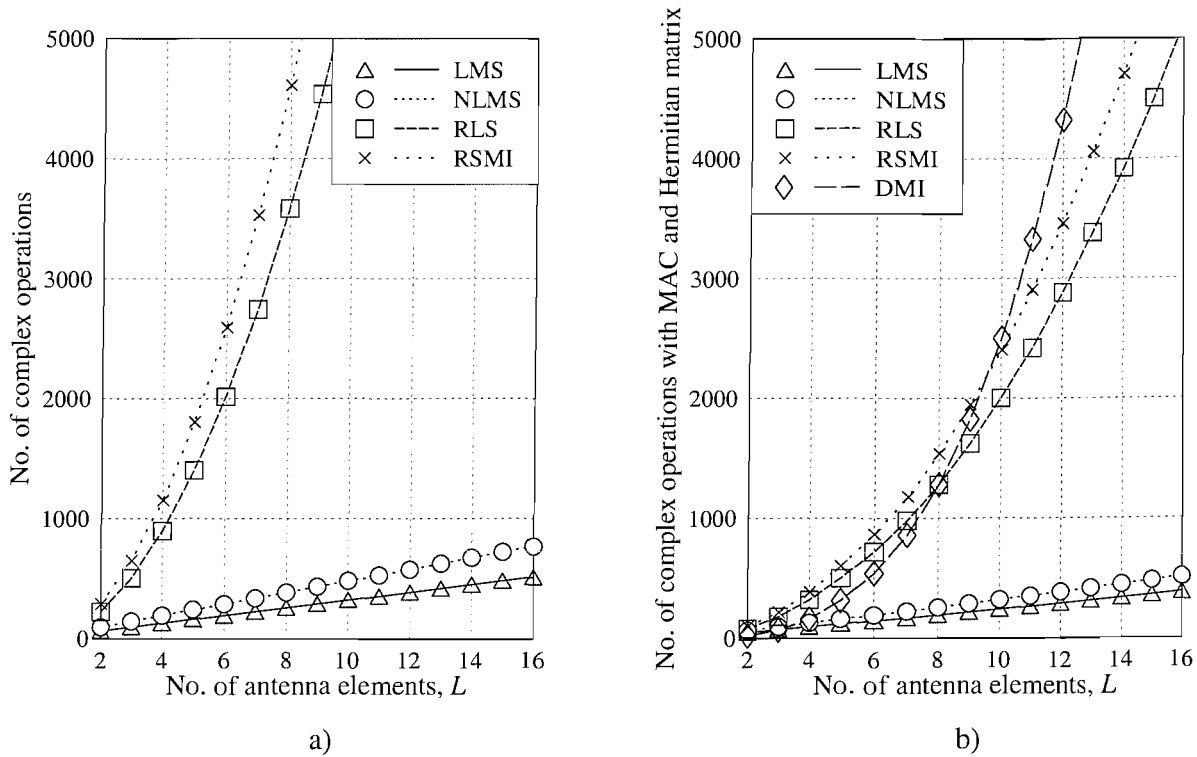 No. of complex operations
5000
4000
3000
2000
1000
0
2 4 6 8 10 12 14 16
No. of antenna elements, L
LMS
NLMS
RLS
RSMI
a)
No. of complex operations with MAC and Hermitian matrix
5000
4000
3000
2000
1000
0
2 4 6 8 10 12 14 16
No. of antenna elements, L
LMS
NLMS
RLS
RSMI
DMI
b)